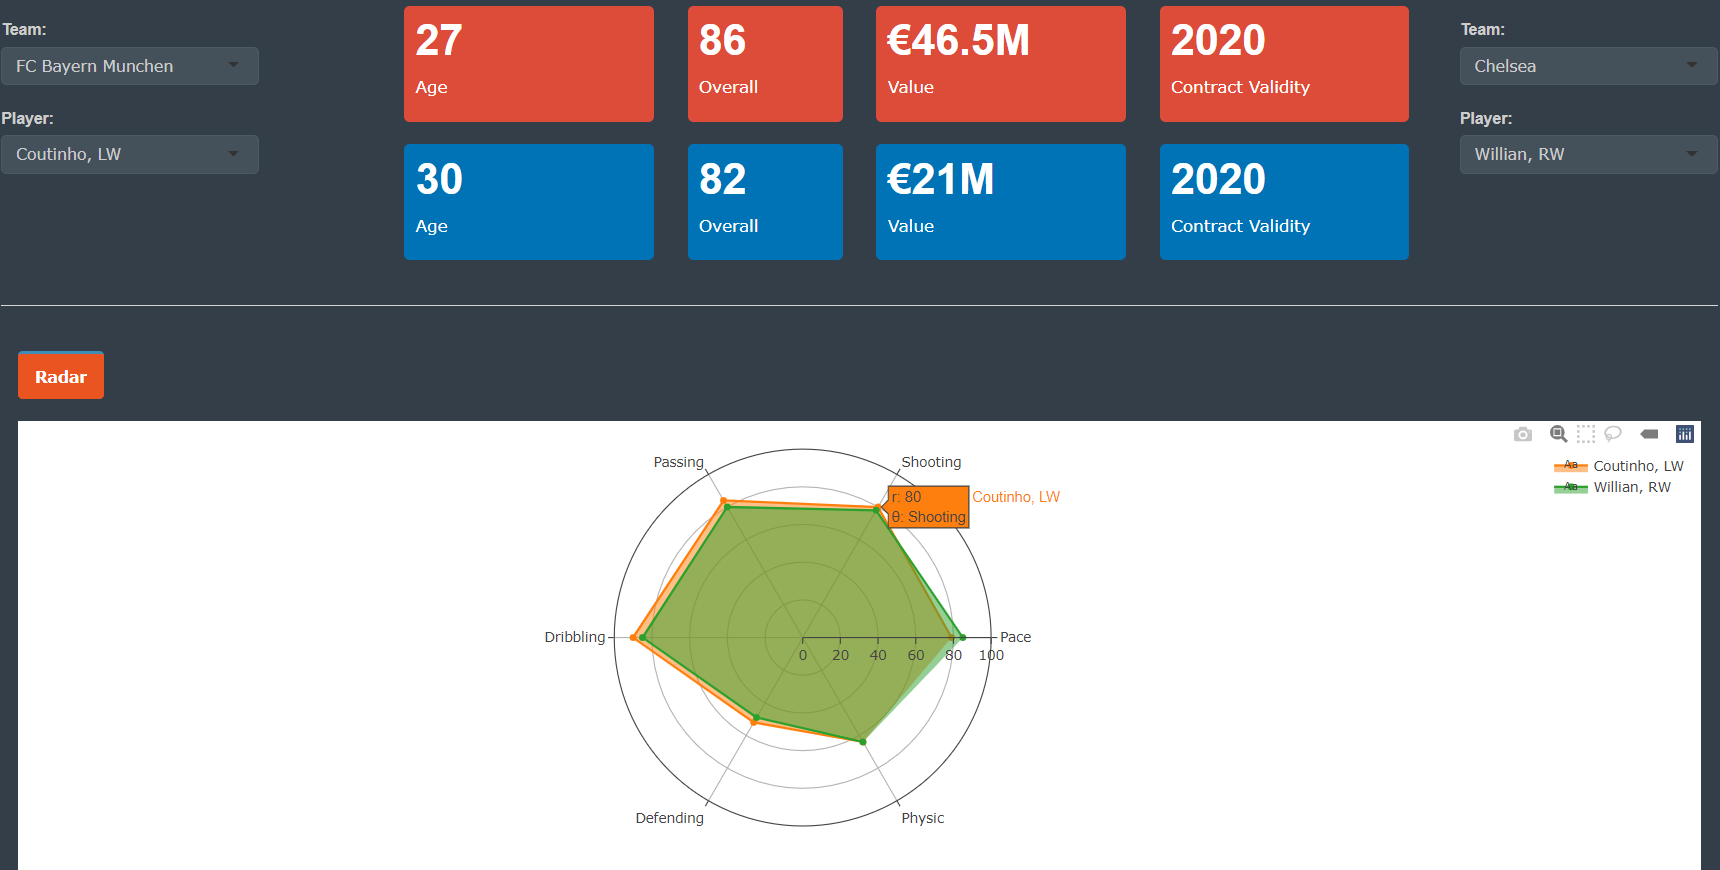 Team:
FC Bayern Munchen
Player:
Coutinho, LW
27
Age
86
Overall
€46.5M
Value
2020
Contract Validity
30
Age
82
Overall
€21M
Value
2020
Contract Validity
Team:
Chelsea
Player:
Willian, RW
Radar
Aa Coutinho, LW
Aa Willian, RW
Passing
Shooting
r: 80
θ: Shooting
Coutinho, LW
Dribbling
Pace
0 20 40 60 80 100
Defending
Physic